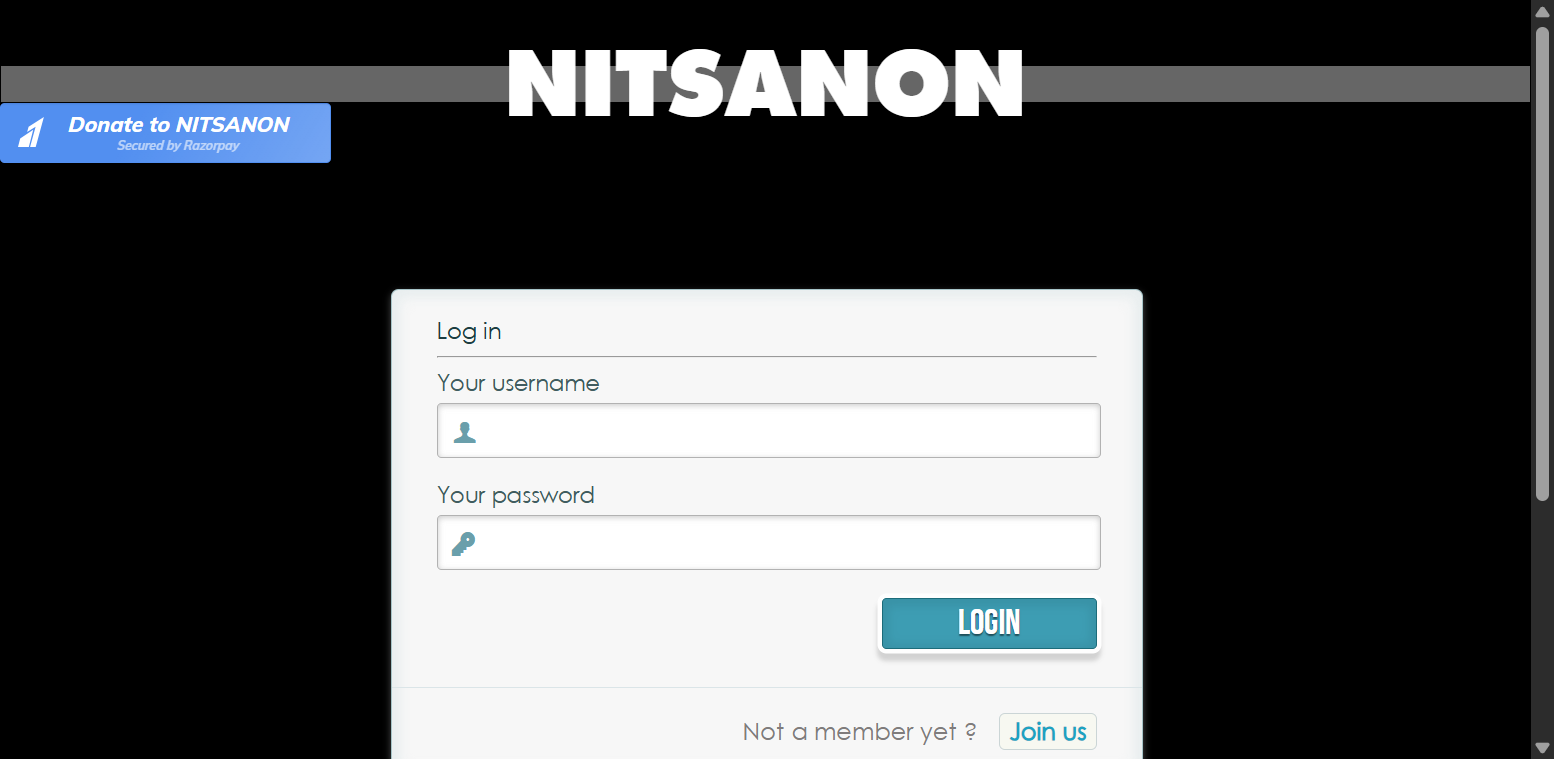 NITSANON
Donate to NITSANON
Secured by Razorpay
Log in
Your username
Your password
LOGIN
Not a member yet ? Join us